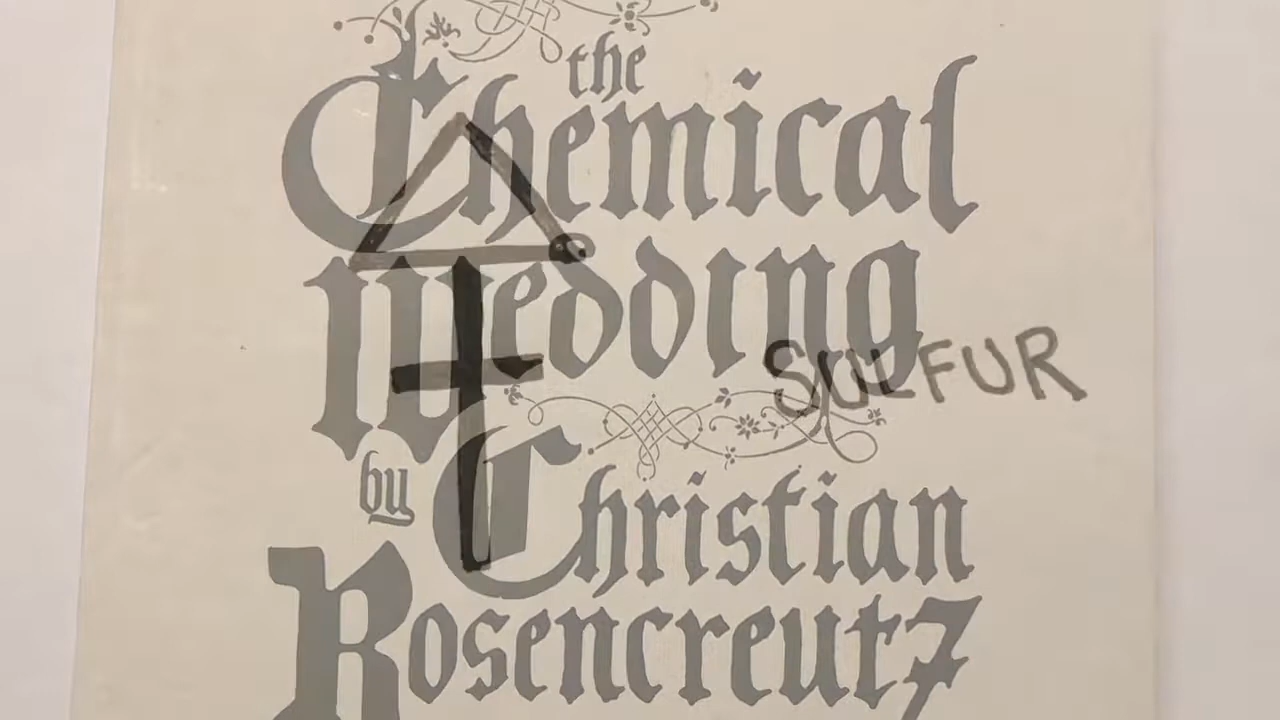 the
Chemical
Wedding
SULFUR
by Christian
Rosencreutz